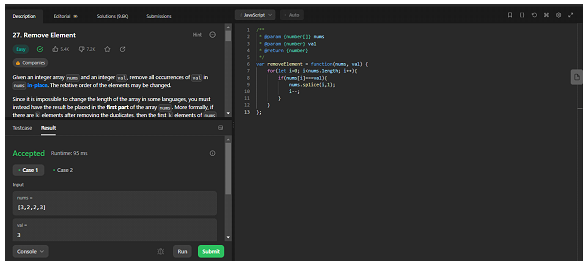 Description
Editorial
Solutions (9.6K)
Submissions
27. Remove Element
Hint
Easy
5.4K
7.2K
Companies
Given an integer array nums and an integer val, remove all occurrences of val in
nums in-place. The relative order of the elements may be changed.
Since it is impossible to change the length of the array in some languages, you must
instead have the result be placed in the first part of the array nums. More formally, if
there are k elements after removing the duplicates, then the first k elements of nums
Testcase
Result
Accepted
Runtime: 95 ms
• Case 1
• Case 2
Input
nums =
[3,2,2,3]
val =
3
Console
Run
Submit
JavaScript
Auto
1 /**
2 * @param {number[]} nums
3 * @param {number} val
4 * @return {number}
5 */
6 var removeElement = function(nums, val) {
7 for(let i=0; i<nums.length; i++){
8 if(nums[i]===val){
9 nums.splice(i,1);
10 i--;
11 }
12 }
13 };